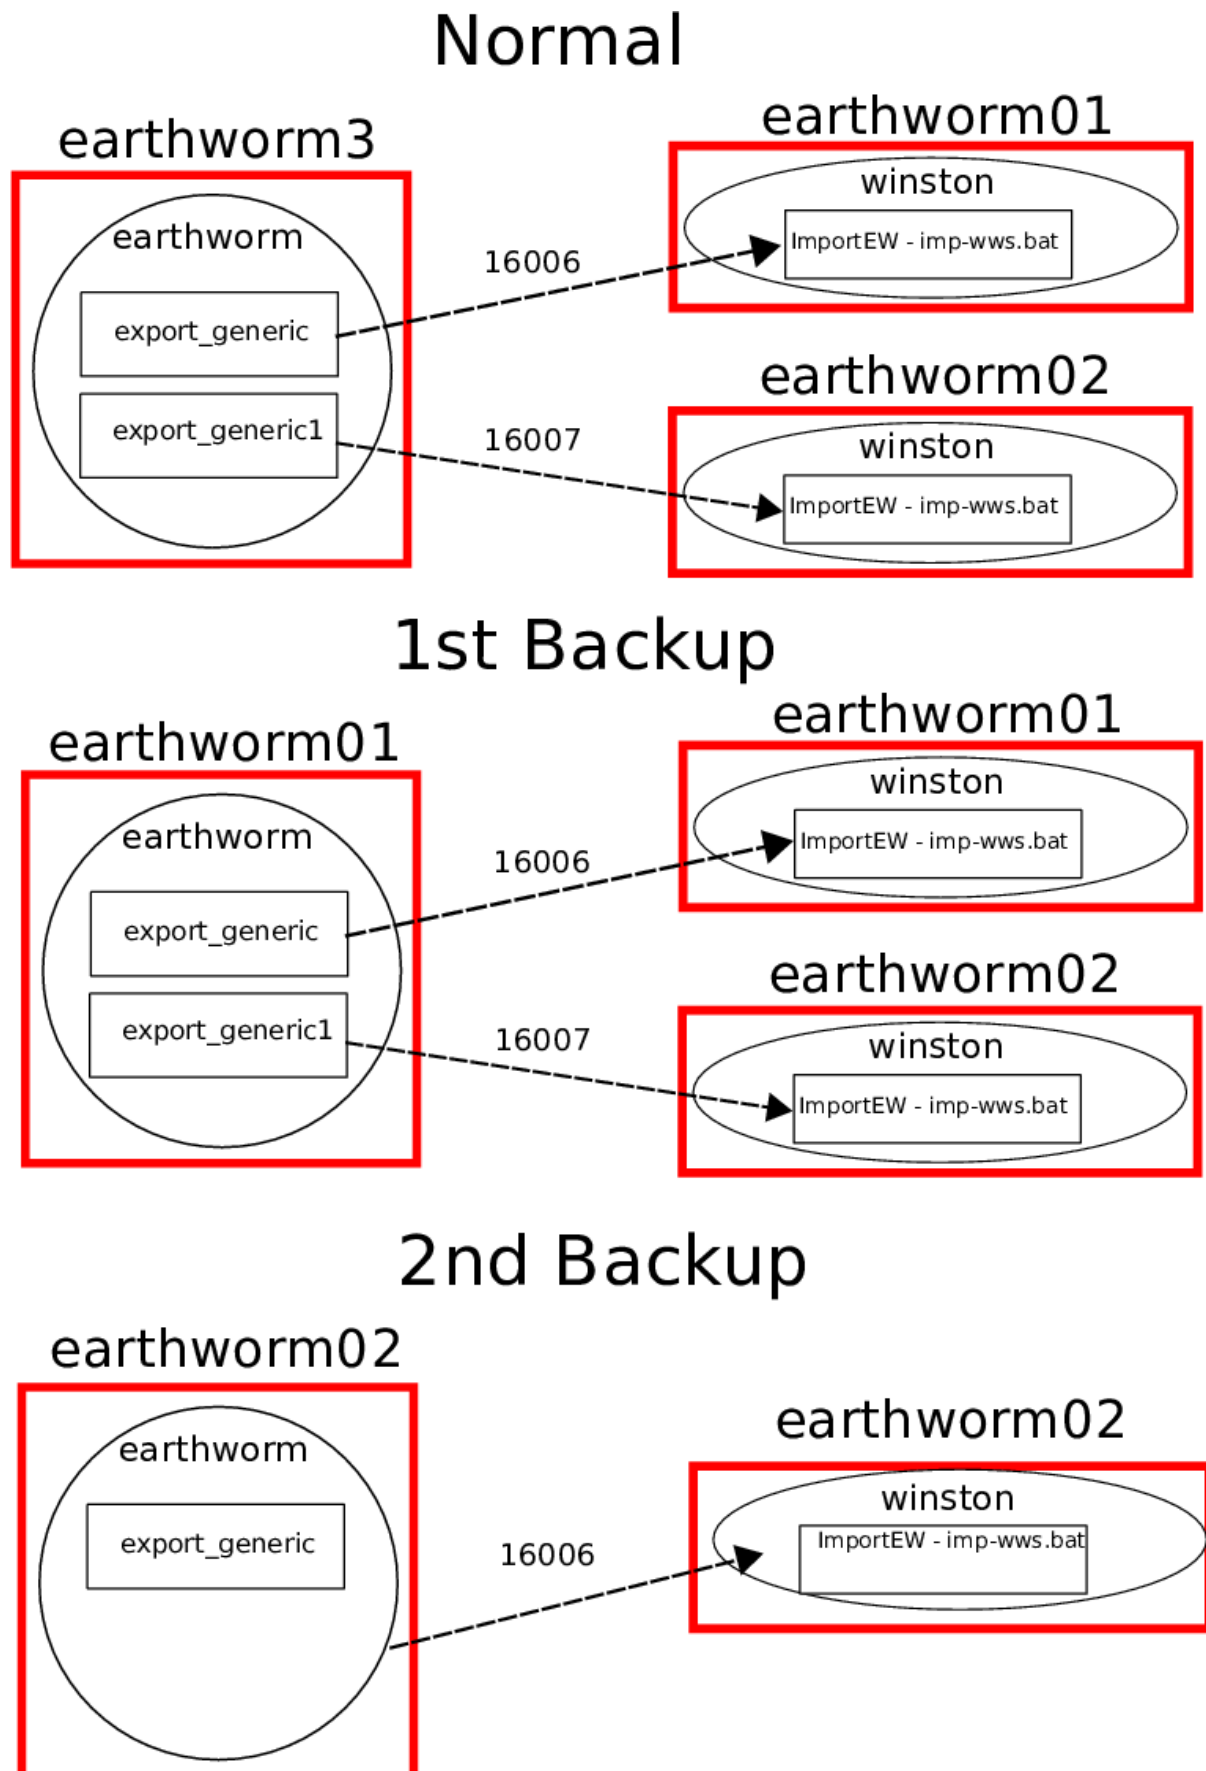 Normal
earthworm3
earthworm01
earthworm
winston
ImportEW - imp-wws.bat
16006
export_generic
earthworm02
export_generic1
16007
winston
ImportEW - imp-wws.bat
1st Backup
earthworm01
earthworm01
earthworm
winston
ImportEW - imp-wws.bat
16006
export_generic
earthworm02
export_generic1
16007
winston
ImportEW - imp-wws.bat
2nd Backup
earthworm02
earthworm02
earthworm
winston
export_generic
16006
ImportEW - imp-wws.bat